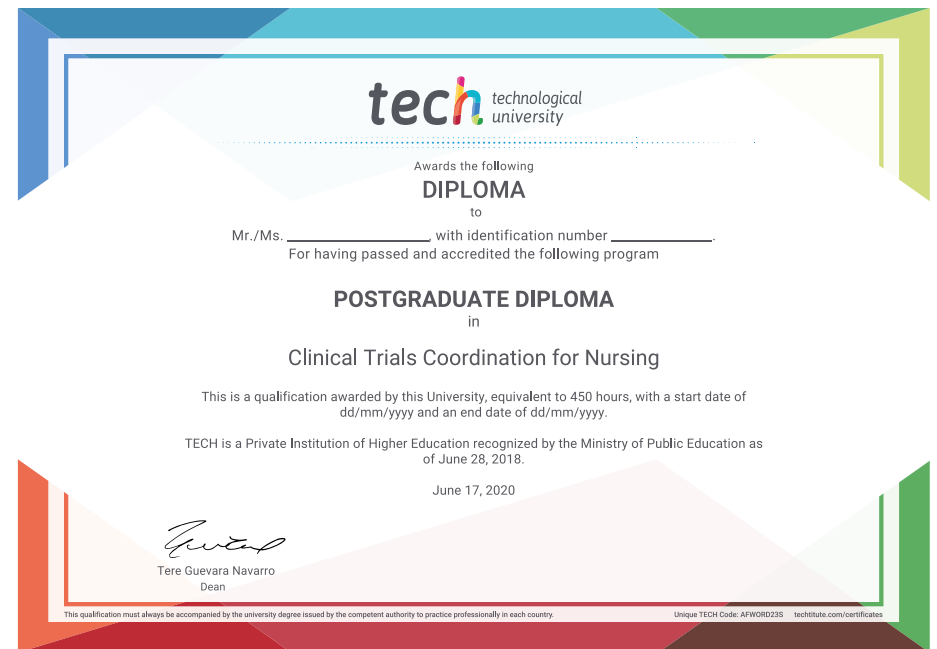 tech technological
university
Awards the following
DIPLOMA
to
Mr./Ms. ________________, with identification number ____________.
For having passed and accredited the following program
POSTGRADUATE DIPLOMA
in
Clinical Trials Coordination for Nursing
This is a qualification awarded by this University, equivalent to 450 hours, with a start date of
dd/mm/yyyy and an end date of dd/mm/yyyy.
TECH is a Private Institution of Higher Education recognized by the Ministry of Public Education as
of June 28, 2018.
June 17, 2020
Tere Guevara Navarro
Dean
This qualification must always be accompanied by the university degree issued by the competent authority to practice professionally in each country. Unique TECH Code: AFWORD23S techtitute.com/certificates